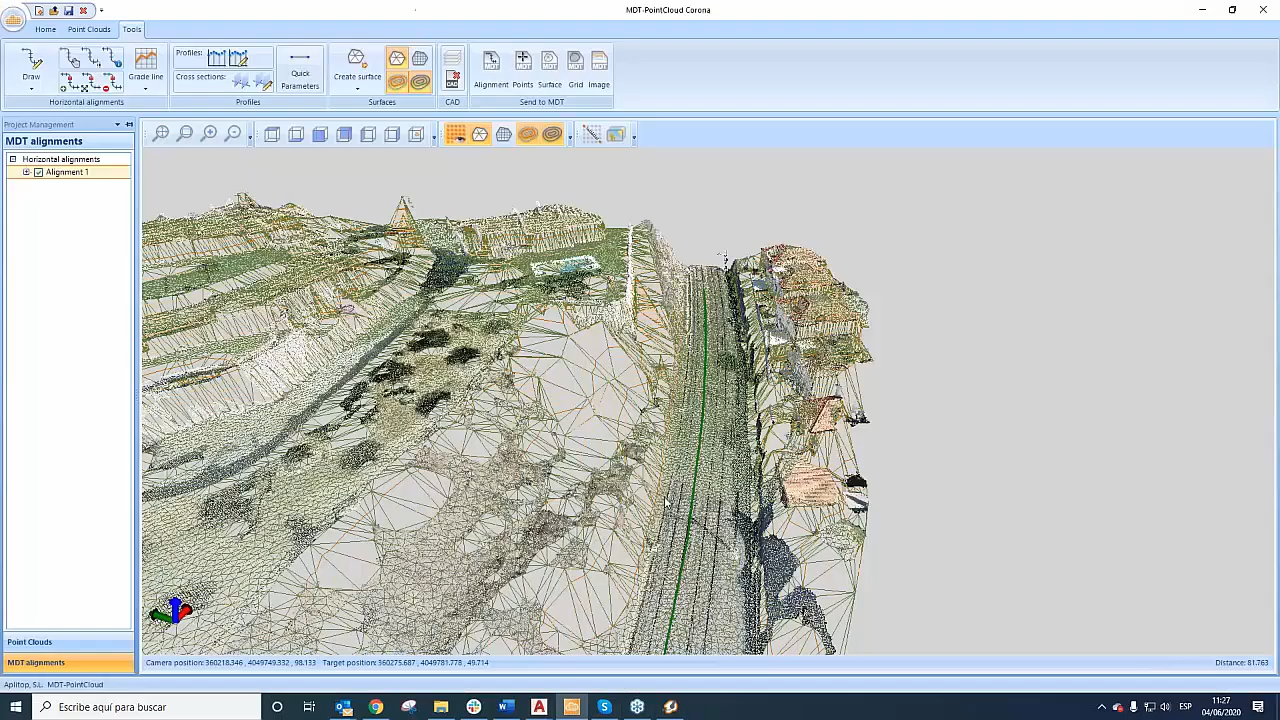 MDT-PointCloud Corona
Home Point Clouds Tools
Draw
Grade line
Profiles:
Cross sections:
Quick
Parameters
Create surface
CAD
Alignment Points Surface Grid Image
Horizontal alignments Profiles Surfaces CAD Send to MDT
Project Management
MDT alignments
Horizontal alignments
Alignment 1
Point Clouds
MDT alignments
Camera position: 360218.346 , 4049749.332 , 98.133 Target position: 360275.687 , 4049781.778 , 49.714
Distance: 81.763
Aplitop, S.L. MDT-PointCloud
Escribe aquí para buscar
ESP
11:27
04/06/2020